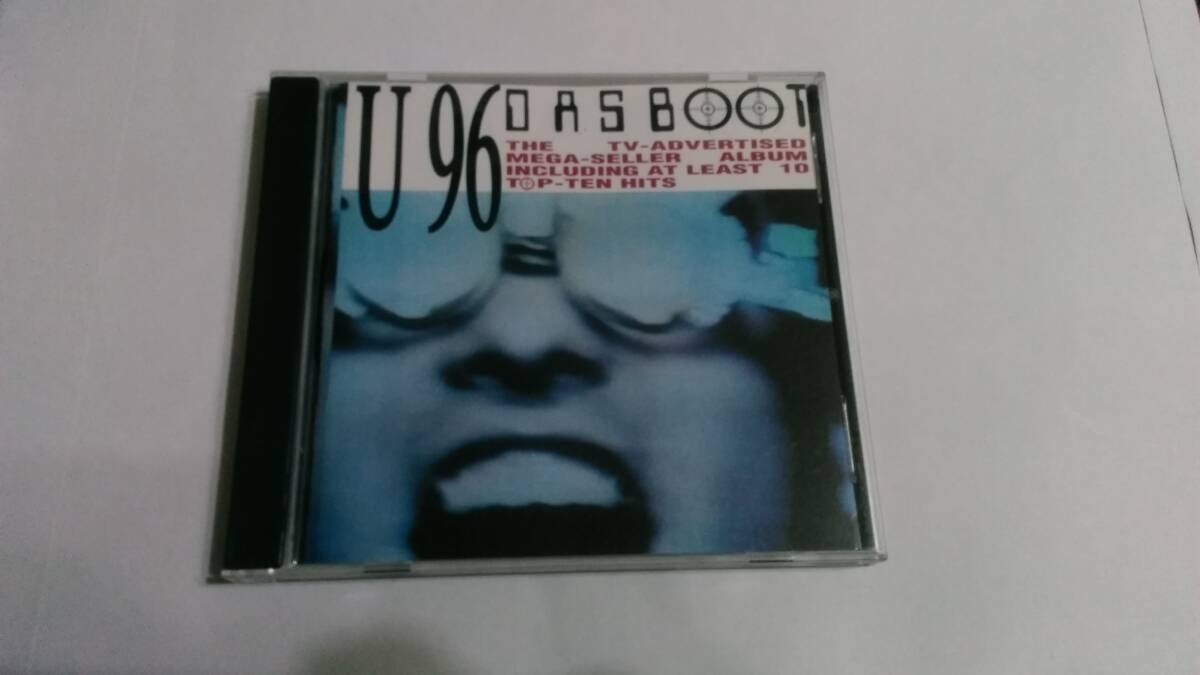 U 96
DAS BOOT
THE TV-ADVERTISED
MEGA-SELLER ALBUM
INCLUDING AT LEAST 10
TOP-TEN HITS